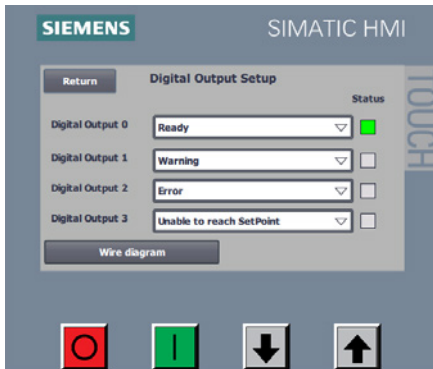 SIEMENS
SIMATIC HMI
TOUCH
Return
Digital Output Setup
Status
Digital Output 0
Ready
Digital Output 1
Warning
Digital Output 2
Error
Digital Output 3
Unable to reach SetPoint
Wire diagram